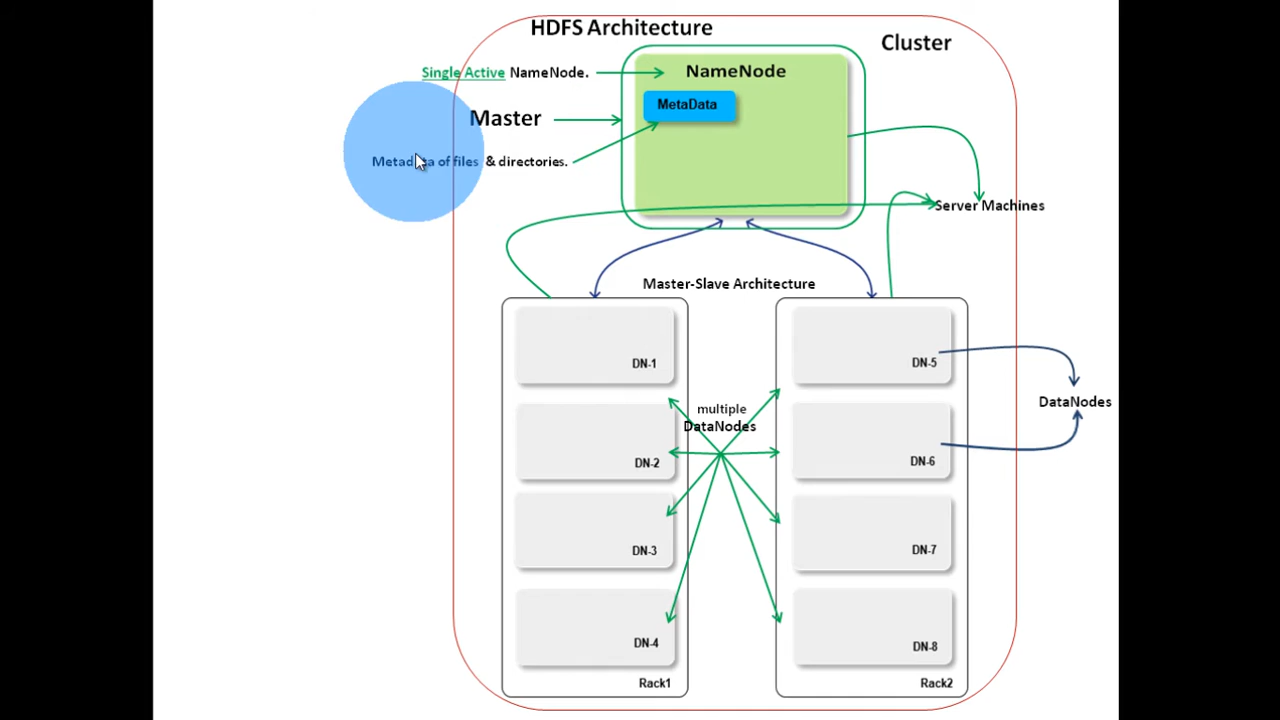 HDFS Architecture
Cluster
Single Active NameNode.
NameNode
MetaData
Master
Metadata of files & directories.
Server Machines
Master-Slave Architecture
DN-1
DN-5
multiple
DataNodes
DataNodes
DN-2
DN-6
DN-3
DN-7
DN-4
DN-8
Rack1
Rack2